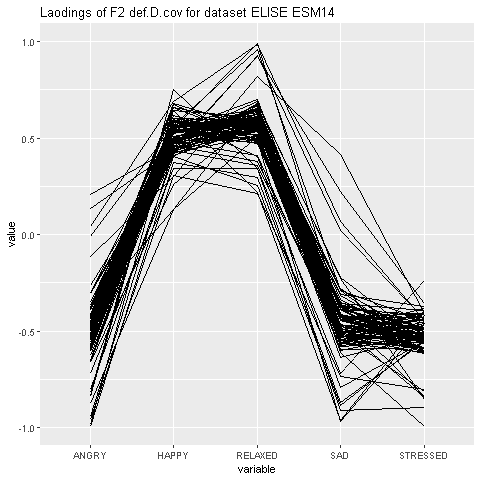 Laodings of F2 def.D.cov for dataset ELISE ESM14
1.0
0.5
0.0
-0.5
-1.0
value
ANGRY HAPPY RELAXED SAD STRESSED
variable